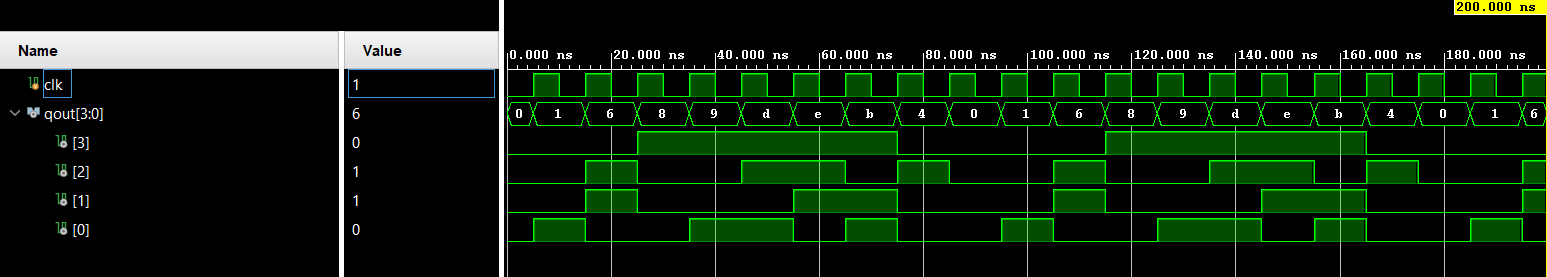 200.000 ns
Name Value
0.000 ns 20.000 ns 40.000 ns 60.000 ns 80.000 ns 100.000 ns 120.000 ns 140.000 ns 160.000 ns 180.000 ns
clk 1
qout[3:0] 6 0 1 6 8 9 d e b 4 0 1 6 8 9 d e b 4 0 1 6
[3] 0
[2] 1
[1] 1
[0] 0